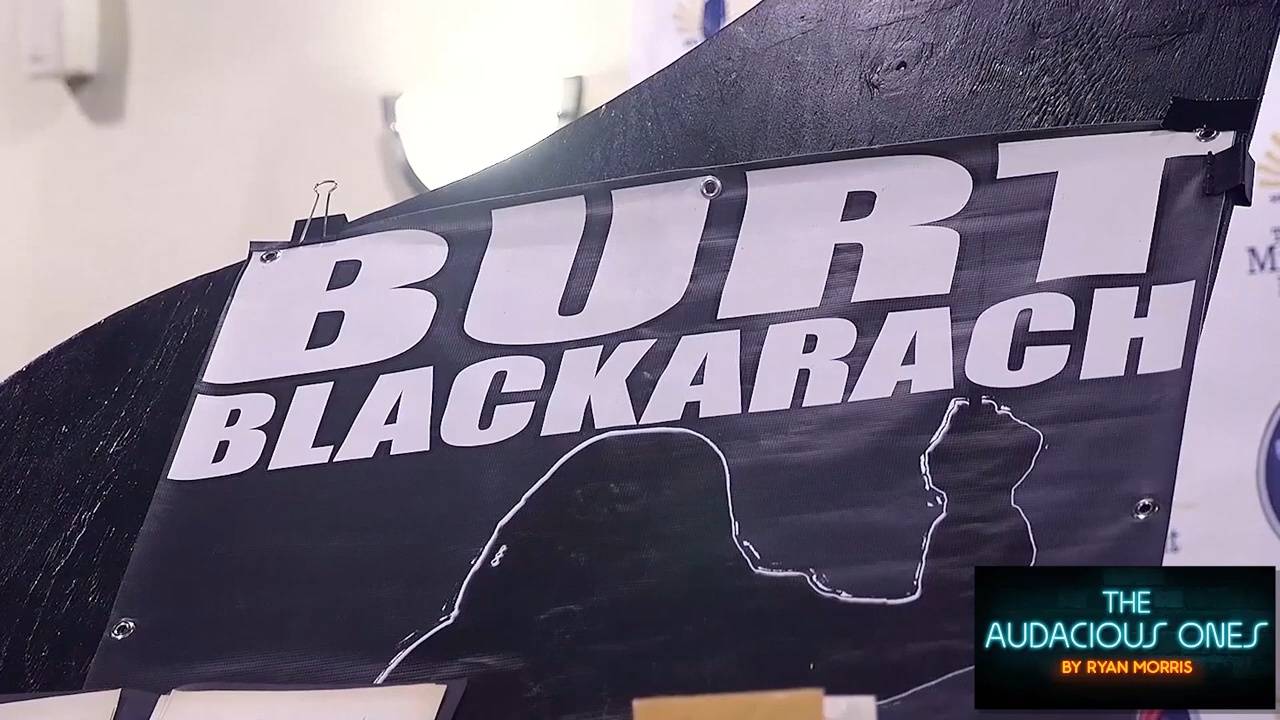 BURT
BLACKARACH
THE
AUDACIOUS ONES
BY RYAN MORRIS